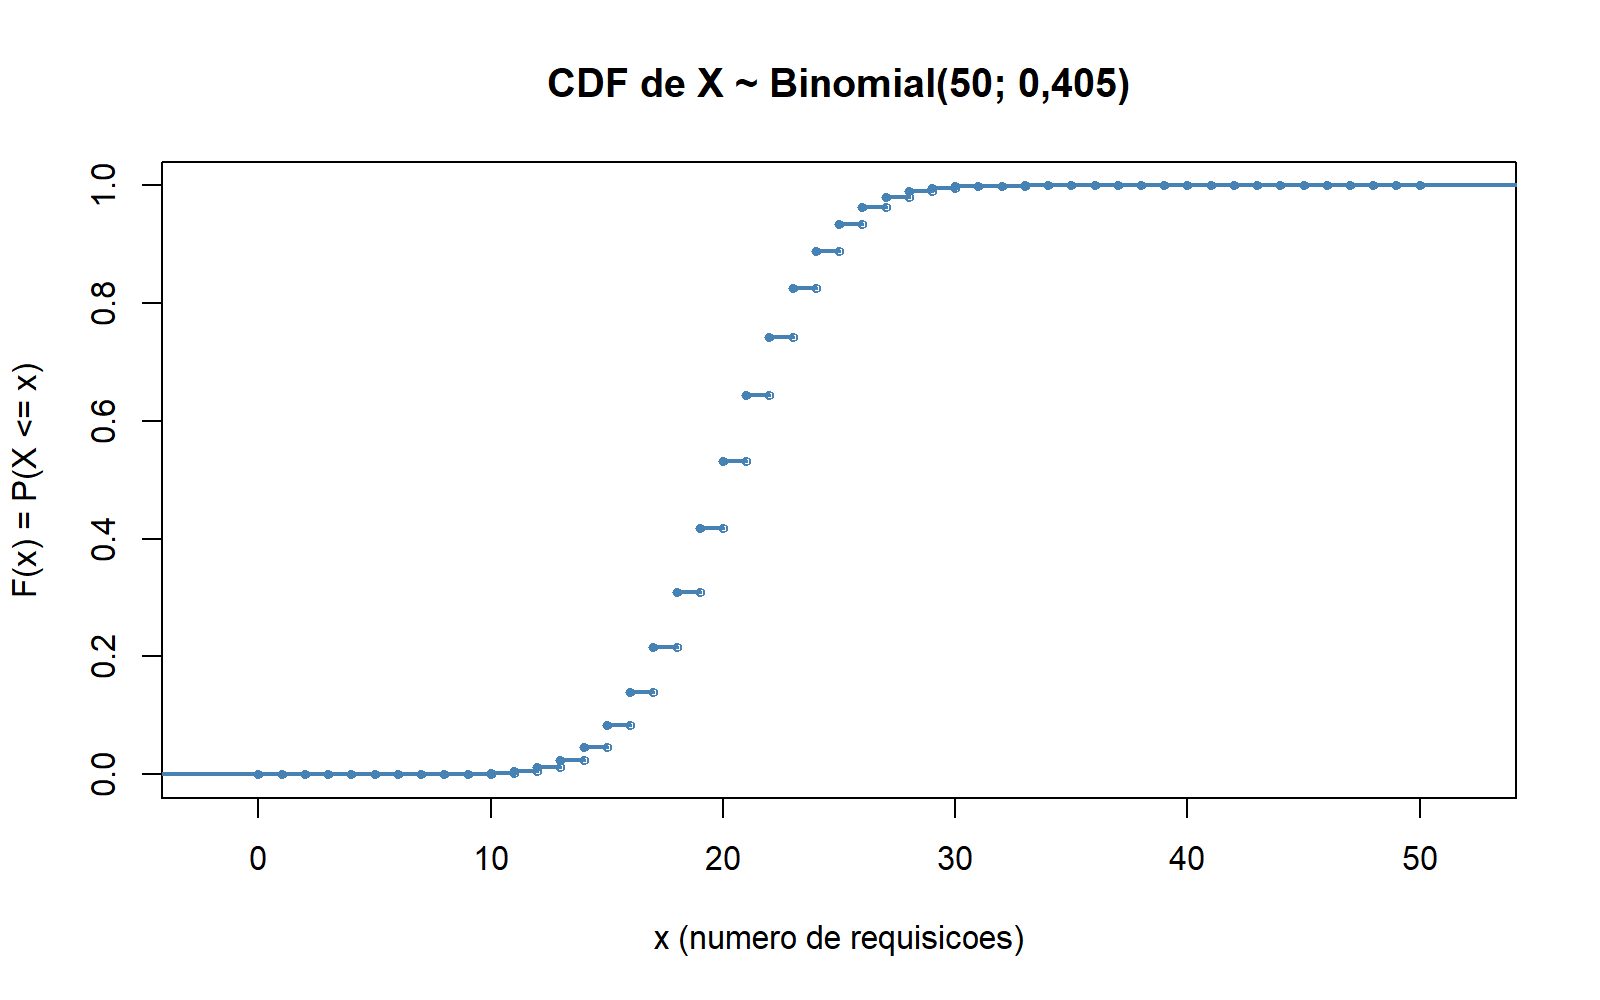 CDF de X ~ Binomial(50; 0,405)
F(x) = P(X <= x)
1.0
0.8
0.6
0.4
0.2
0.0
0 10 20 30 40 50
x (numero de requisicoes)